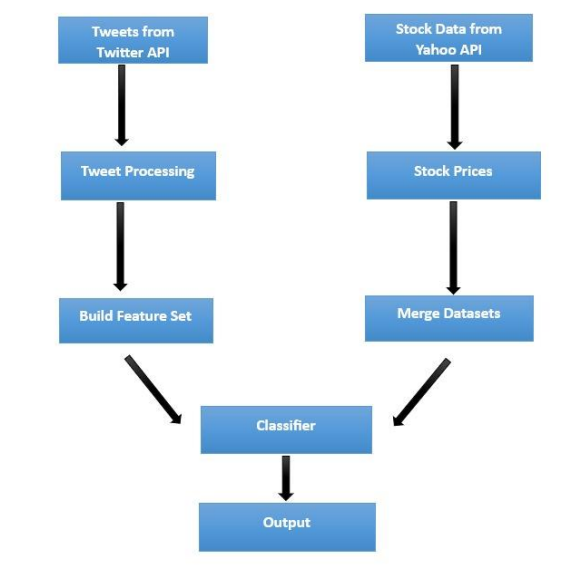 Tweets from
Twitter API
Stock Data from
Yahoo API
Tweet Processing
Stock Prices
Build Feature Set
Merge Datasets
Classifier
Output